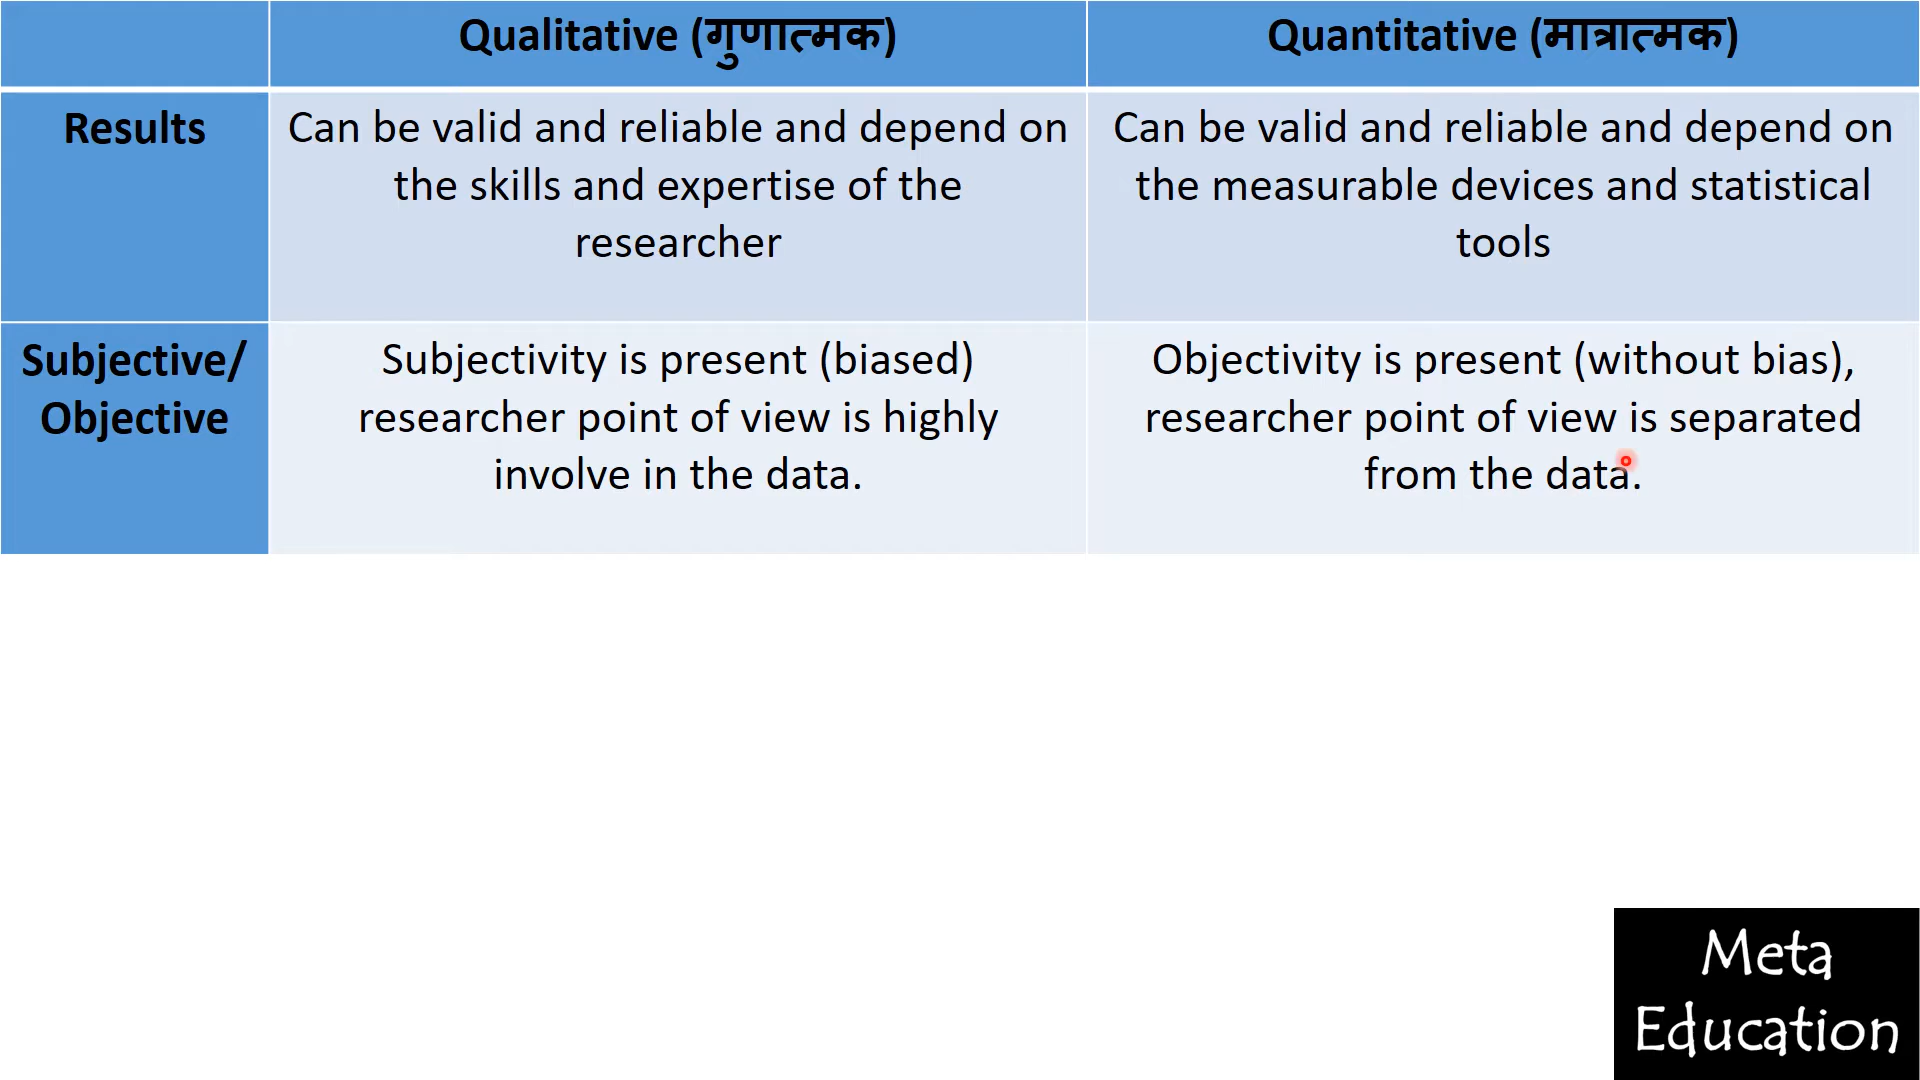 Qualitative (गुणात्मक)
Quantitative (मात्रात्मक)
Results
Can be valid and reliable and depend on
the skills and expertise of the
researcher
Can be valid and reliable and depend on
the measurable devices and statistical
tools
Subjective/
Objective
Subjectivity is present (biased)
researcher point of view is highly
involve in the data.
Objectivity is present (without bias),
researcher point of view is separated
from the data.
Meta
Education